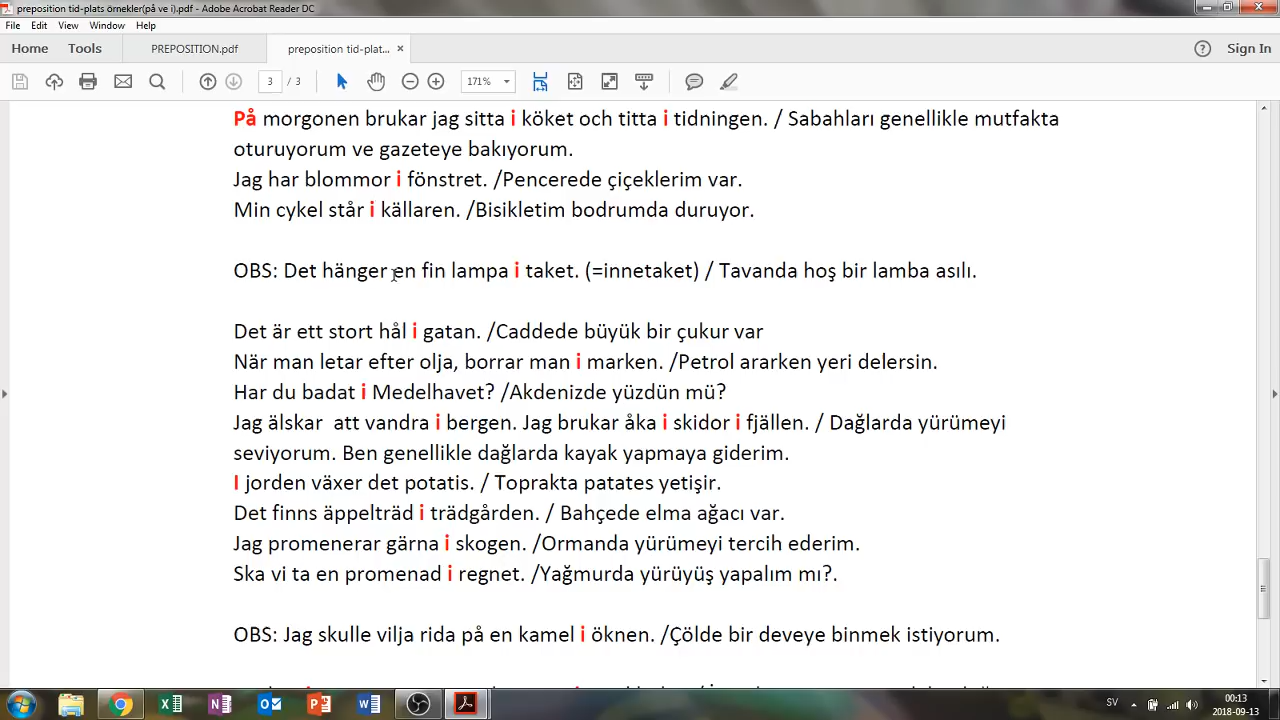 preposition tid-plats örnekler(på ve i).pdf - Adobe Acrobat Reader DC
File Edit View Window Help
Home Tools PREPOSITION.pdf preposition tid-plat... × Sign In
3 / 3 171%
På morgonen brukar jag sitta i köket och titta i tidningen. / Sabahları genellikle mutfakta
oturuyorum ve gazeteye bakıyorum.
Jag har blommor i fönstret. /Pencerede çiçeklerim var.
Min cykel står i källaren. /Bisikletim bodrumda duruyor.
OBS: Det hänger en fin lampa i taket. (=innetaket) / Tavanda hoş bir lamba asılı.
Det är ett stort hål i gatan. /Caddede büyük bir çukur var
När man letar efter olja, borrar man i marken. /Petrol ararken yeri delersin.
Har du badat i Medelhavet? /Akdenizde yüzdün mü?
Jag älskar att vandra i bergen. Jag brukar åka i skidor i fjällen. / Dağlarda yürümeyi
seviyorum. Ben genellikle dağlarda kayak yapmaya giderim.
I jorden växer det potatis. / Toprakta patates yetişir.
Det finns äppelträd i trädgården. / Bahçede elma ağacı var.
Jag promenerar gärna i skogen. /Ormanda yürümeyi tercih ederim.
Ska vi ta en promenad i regnet. /Yağmurda yürüyüş yapalım mı?.
OBS: Jag skulle vilja rida på en kamel i öknen. /Çölde bir deveye binmek istiyorum.
SV 00:13
2018-09-13